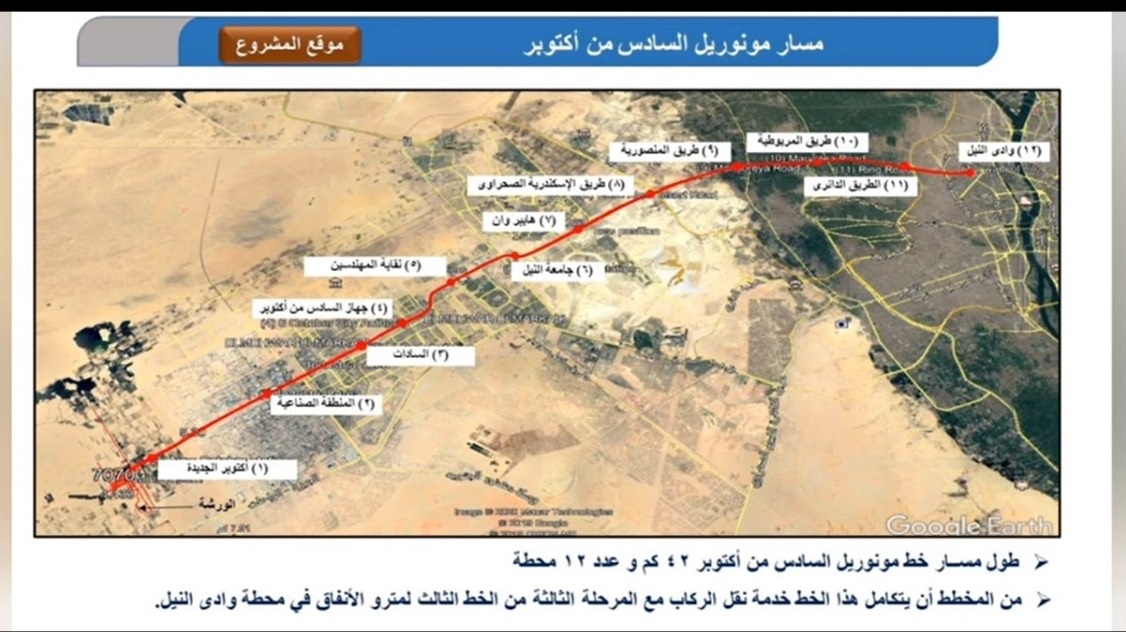 مسار مونوريل السادس من أكتوبر
موقع المشروع
(١٢) وادى النيل
(١٠) طريق المريوطية
(٩) طريق المنصورية
(١١) الطريق الدائرى
(٨) طريق الإسكندرية الصحراوى
(٧) هايبر وان
(٦) جامعة النيل
(٥) نقابة المهندسين
(٤) جهاز السادس من أكتوبر
(٣) السادات
(٢) المنطقة الصناعية
(١) أكتوبر الجديدة
الورشة
Google Earth
طول مسار خط مونوريل السادس من أكتوبر ٤٢ كم و عدد ١٢ محطة
من المخطط أن يتكامل هذا الخط خدمة نقل الركاب مع المرحلة الثالثة من الخط الثالث لمترو الأنفاق في محطة وادى النيل.